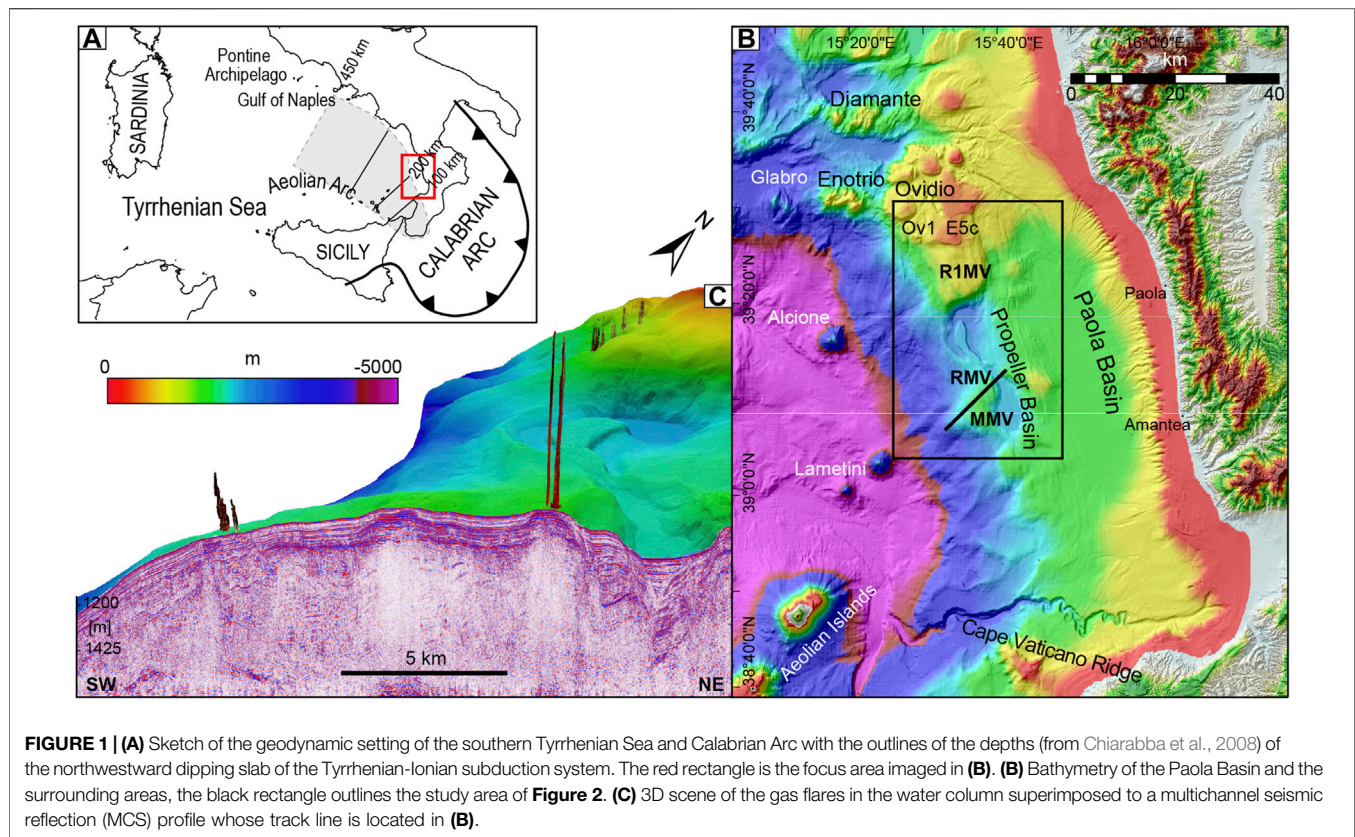 A
Pontine
Archipelago
Gulf of Naples
450 km
SARDINIA
200 km
100 km
Aeolian Arc
Tyrrhenian Sea
SICILY
CALABRIAN
ARC
N
C
0
m
-5000
1200
[m]
1425
5 km
SW
NE
B
15°20'0"E
15°40'0"E
16°0'0"E
km
0
20
40
39°40'0"N
39°20'0"N
39°0'0"N
38°40'0"N
Diamante
Glabro
Enotrio
Ovidio
Ov1
E5c
R1MV
Alcione
Paola
Paola Basin
Propeller Basin
RMV
MMV
Amantea
Lametini
Aeolian Islands
Cape Vaticano Ridge
FIGURE 1 | (A) Sketch of the geodynamic setting of the southern Tyrrhenian Sea and Calabrian Arc with the outlines of the depths (from Chiarabba et al., 2008) of
the northwestward dipping slab of the Tyrrhenian-Ionian subduction system. The red rectangle is the focus area imaged in (B). (B) Bathymetry of the Paola Basin and the
surrounding areas, the black rectangle outlines the study area of Figure 2. (C) 3D scene of the gas flares in the water column superimposed to a multichannel seismic
reflection (MCS) profile whose track line is located in (B).